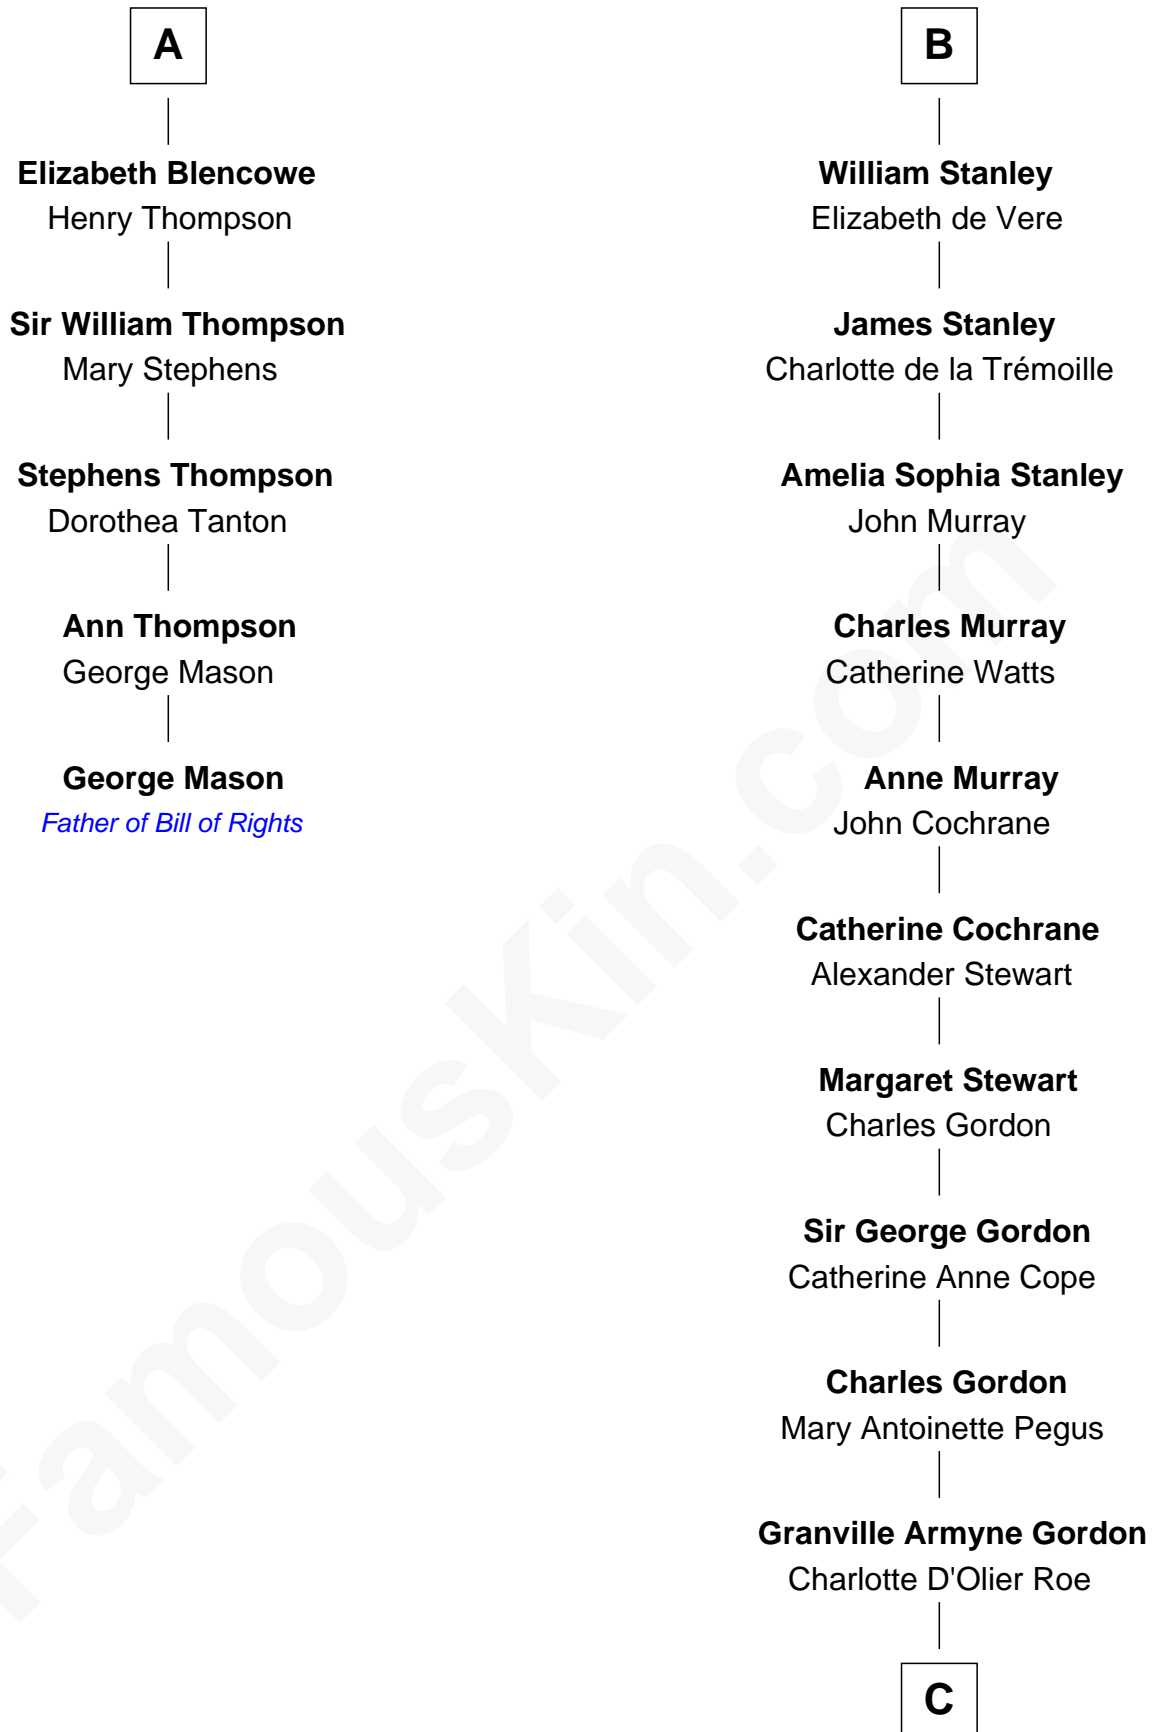 A
Elizabeth Blencowe
Henry Thompson
Sir William Thompson
Mary Stephens
Stephens Thompson
Dorothea Tanton
Ann Thompson
George Mason
George Mason
Father of Bill of Rights
B
William Stanley
Elizabeth de Vere
James Stanley
Charlotte de la Trémoille
Amelia Sophia Stanley
John Murray
Charles Murray
Catherine Watts
Anne Murray
John Cochrane
Catherine Cochrane
Alexander Stewart
Margaret Stewart
Charles Gordon
Sir George Gordon
Catherine Anne Cope
Charles Gordon
Mary Antoinette Pegus
Granville Armyne Gordon
Charlotte D'Olier Roe
C
FamousKin.com